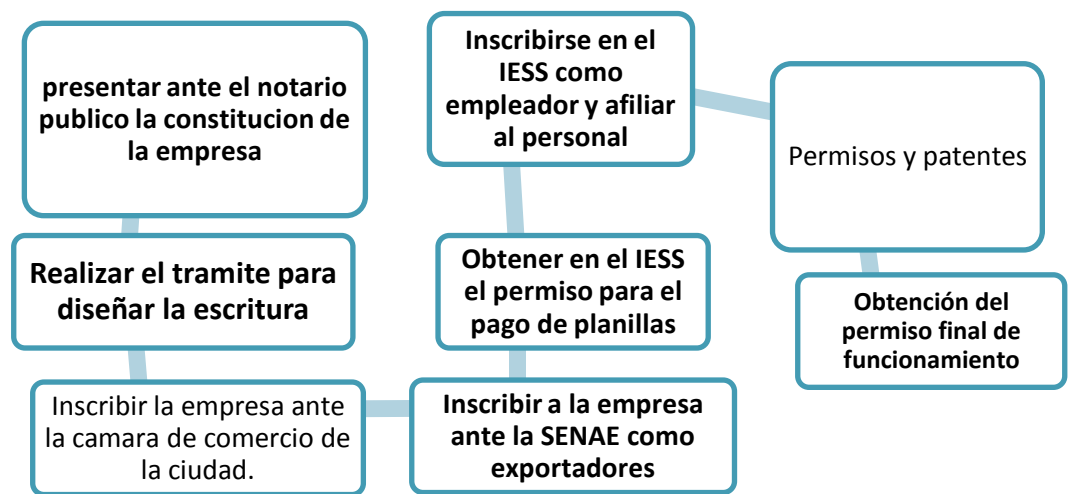 presentar ante el notario
publico la constitucion de
la empresa
Realizar el tramite para
diseñar la escritura
Inscribir la empresa ante
la camara de comercio de
la ciudad.
Inscribir a la empresa
ante la SENAE como
exportadores
Obtener en el IESS
el permiso para el
pago de planillas
Inscribirse en el
IESS como
empleador y afiliar
al personal
Permisos y patentes
Obtención del
permiso final de
funcionamiento